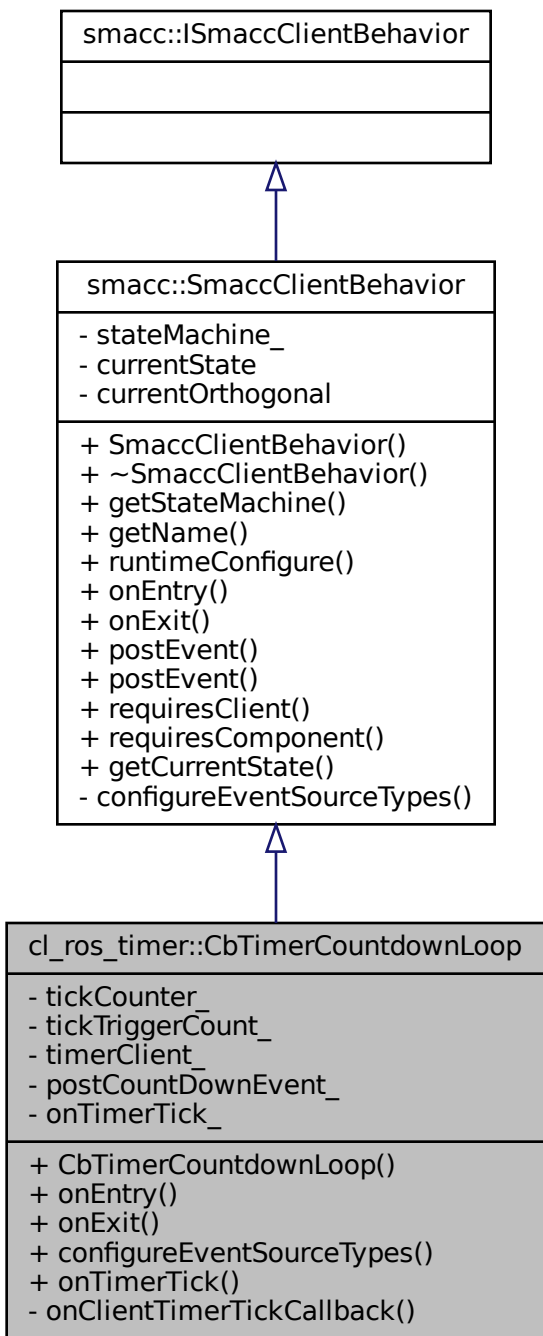 smacc::ISmaccClientBehavior
smacc::SmaccClientBehavior
- stateMachine_
- currentState
- currentOrthogonal
+ SmaccClientBehavior()
+ ~SmaccClientBehavior()
+ getStateMachine()
+ getName()
+ runtimeConfigure()
+ onEntry()
+ onExit()
+ postEvent()
+ postEvent()
+ requiresClient()
+ requiresComponent()
+ getCurrentState()
- configureEventSourceTypes()
cl_ros_timer::CbTimerCountdownLoop
- tickCounter_
- tickTriggerCount_
- timerClient_
- postCountDownEvent_
- onTimerTick_
+ CbTimerCountdownLoop()
+ onEntry()
+ onExit()
+ configureEventSourceTypes()
+ onTimerTick()
- onClientTimerTickCallback()